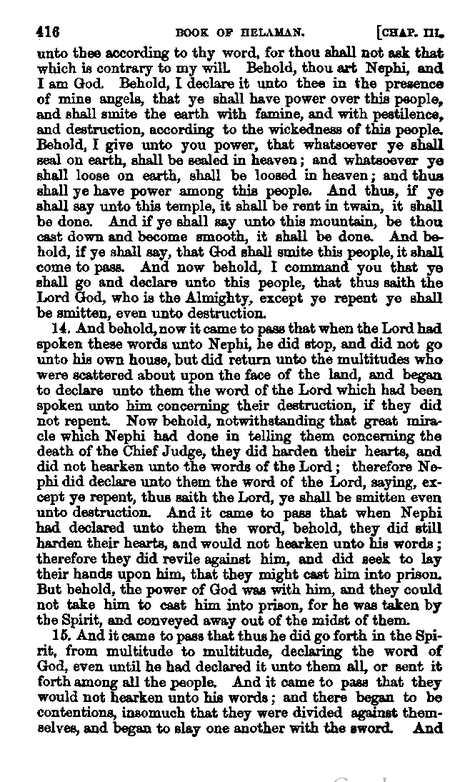 416 BOOK OF HELAMAN. [CHAP. III.
unto thee according to thy word, for thou shall not ask that
which is contrary to my will. Behold, thou art Nephi, and
I am God. Behold, I declare it unto thee in the presence
of mine angels, that ye shall have power over this people,
and shall smite the earth with famine, and with pestilence,
and destruction, according to the wickedness of this people.
Behold, I give unto you power, that whatsoever ye shall
seal on earth, shall be sealed in heaven; and whatsoever ye
shall loose on earth, shall be loosed in heaven; and thus
shall ye have power among this people. And thus, if ye
shall say unto this temple, it shall be rent in twain, it shall
be done. And if ye shall say unto this mountain, be thou
cast down and become smooth, it shall be done. And be-
hold, if ye shall say, that God shall smite this people, it shall
come to pass. And now behold, I command you that ye
shall go and declare unto this people, that thus saith the
Lord God, who is the Almighty, except ye repent ye shall
be smitten, even unto destruction.
14. And behold, now it came to pass that when the Lord had
spoken these words unto Nephi, he did stop, and did not go
unto his own house, but did return unto the multitudes who
were scattered about upon the face of the land, and began
to declare unto them the word of the Lord which had been
spoken unto him concerning their destruction, if they did
not repent. Now behold, notwithstanding that great mira-
cle which Nephi had done in telling them concerning the
death of the Chief Judge, they did harden their hearts, and
did not hearken unto the words of the Lord; therefore Ne-
phi did declare unto them the word of the Lord, saying, ex-
cept ye repent, thus saith the Lord, ye shall be smitten even
unto destruction. And it came to pass that when Nephi
had declared unto them the word, behold, they did still
harden their hearts, and would not hearken unto his words;
therefore they did revile against him, and did seek to lay
their hands upon him, that they might cast him into prison.
But behold, the power of God was with him, and they could
not take him to cast him into prison, for he was taken by
the Spirit, and conveyed away out of the midst of them.
15. And it came to pass that thus he did go forth in the Spi-
rit, from multitude to multitude, declaring the word of
God, even until he had declared it unto them all, or sent it
forth among all the people. And it came to pass that they
would not hearken unto his words; and there began to be
contentions, insomuch that they were divided against them-
selves, and began to slay one another with the sword. And